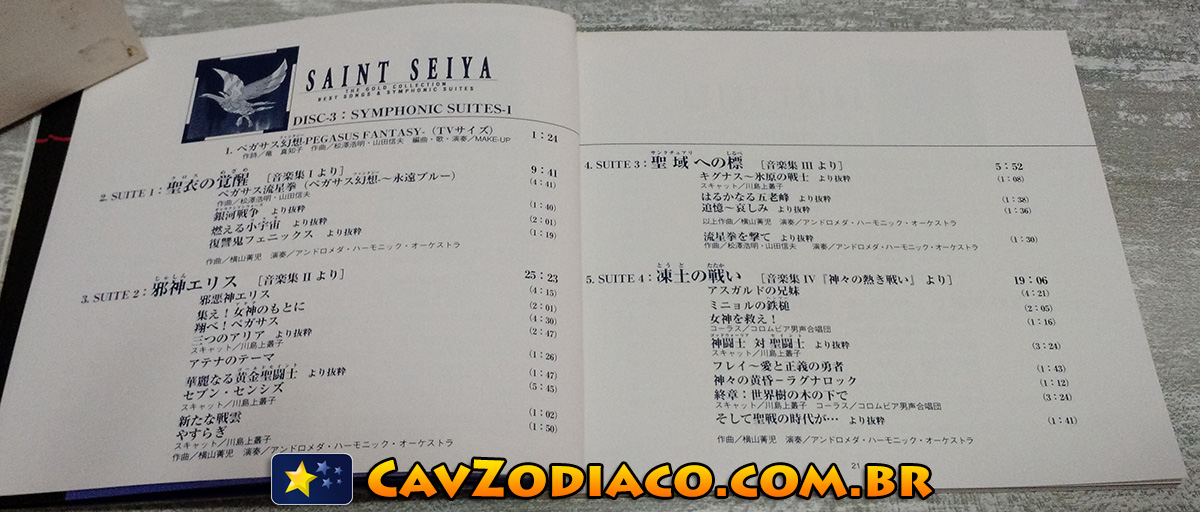 SAINT SEIYA
THE GOLD COLLECTION
BEST SONGS & SYMPHONIC SUITES
DISC-3：SYMPHONIC SUITES-1
1. ペガサス幻想-PEGASUS FANTASY-（TVサイズ） 1：24
作詩／竜 真知子 作曲／松澤浩明・山田信夫 編曲・歌・演奏／MAKE-UP
2. SUITE 1：聖衣の覚醒 ［音楽集 I より］ 9：41
ペガサス流星拳（ペガサス幻想-～永遠ブルー） (4：41)
作曲／松澤浩明・山田信夫
銀河戦争 より抜粋 (1：40)
燃える小宇宙 より抜粋 (2：01)
復讐鬼フェニックス より抜粋 (1：19)
作曲／横山菁児 演奏／アンドロメダ・ハーモニック・オーケストラ
じゃしん
3. SUITE 2：邪神エリス ［音楽集 II より］ 25：23
邪悪神エリス (4：15)
集え！女神のもとに (2：01)
翔べ！ペガサス (4：30)
三つのアリア より抜粋 (2：47)
スキャット／川島上叢子
アテナのテーマ (1：26)
華麗なる黄金聖闘士 より抜粋 (1：47)
セブン・センシズ (5：45)
スキャット／川島上叢子
新たな戦雲 (1：02)
やすらぎ (1：50)
スキャット／川島上叢子
作曲／横山菁児 演奏／アンドロメダ・ハーモニック・オーケストラ
サンクチュアリ しるべ
4. SUITE 3：聖域への標 ［音楽集 III より］ 5：52
キグナス～氷原の戦士 より抜粋 (1：08)
スキャット／川島上叢子
はるかなる五老峰 より抜粋 (1：38)
追憶～哀しみ より抜粋 (1：36)
以上作曲／横山菁児 演奏／アンドロメダ・ハーモニック・オーケストラ
流星拳を撃て より抜粋 (1：30)
作曲／松澤浩明・山田信夫 演奏／アンドロメダ・ハーモニック・オーケストラ
とうど たたか
5. SUITE 4：凍土の戦い ［音楽集 IV『神々の熱き戦い』より］ 19：06
アスガルドの兄妹 (4：21)
ミニョルの鉄槌 (2：05)
女神を救え！ (1：16)
コーラス／コロムビア男声合唱団
神闘士 対 聖闘士 より抜粋 (3：24)
スキャット／川島上叢子
フレイ～愛と正義の勇者 (1：43)
神々の黄昏－ラグナロック (1：12)
終章：世界樹の木の下で (3：24)
スキャット／川島上叢子 コーラス／コロムビア男声合唱団
そして聖戦の時代が… より抜粋 (1：41)
作曲／横山菁児 演奏／アンドロメダ・ハーモニック・オーケストラ
21
CAVZODIACO.COM.BR